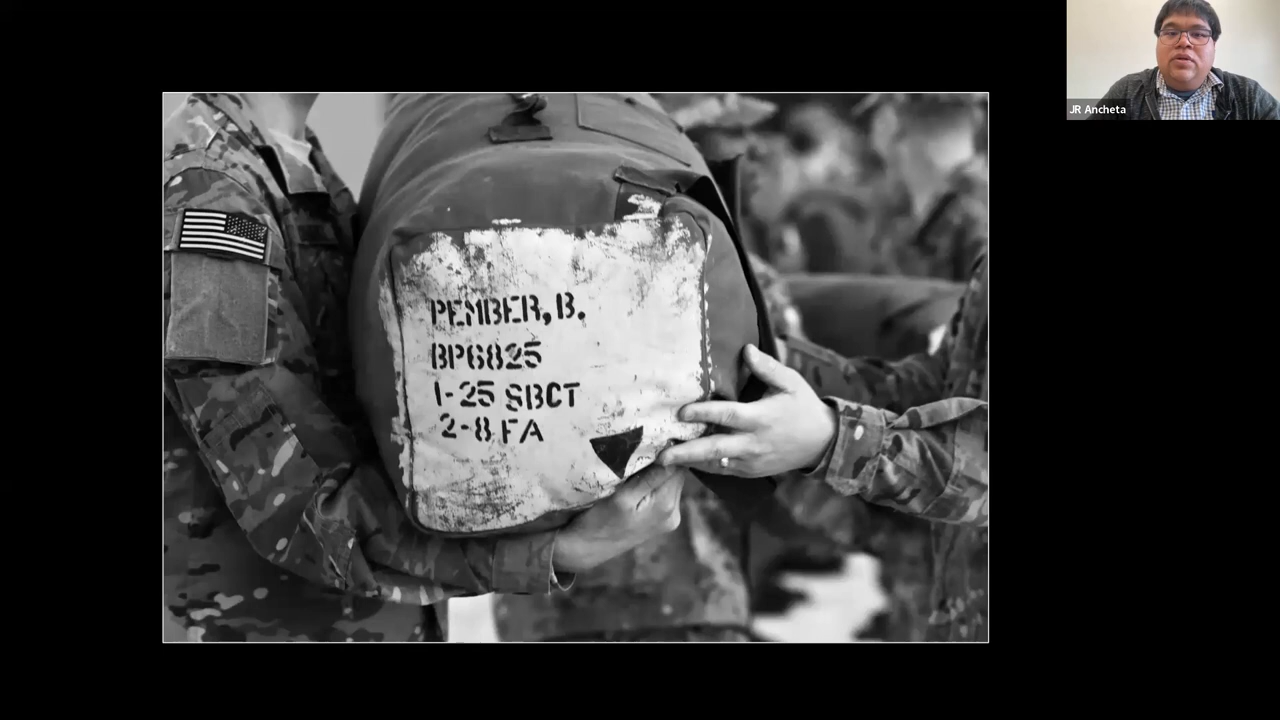 PEMBER, B.
BP6825
1-25 SBCT
2-8 FA
JR Ancheta